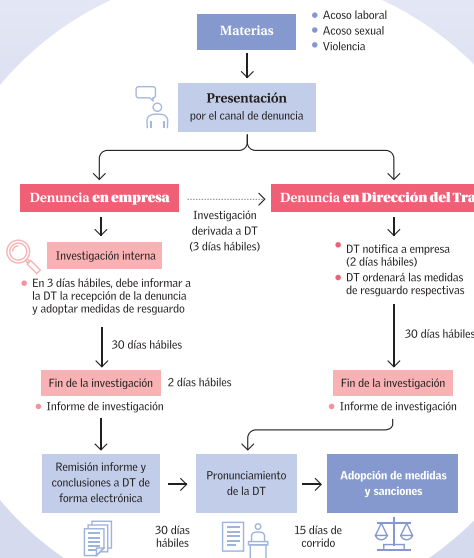 Materias
Acoso laboral
Acoso sexual
Violencia
Presentación
por el canal de denuncia
Denuncia en empresa
Investigación
derivada a DT
(3 días hábiles)
Denuncia en Dirección del Tra
Investigación interna
En 3 días hábiles, debe informar a
la DT la recepción de la denuncia
y adoptar medidas de resguardo
DT notifica a empresa
(2 días hábiles)
DT ordenará las medidas
de resguardo respectivas
30 días hábiles
30 días hábiles
Fin de la investigación
2 días hábiles
Informe de investigación
Fin de la investigación
Informe de investigación
Remisión informe y
conclusiones a DT de
forma electrónica
30 días
hábiles
Pronunciamiento
de la DT
15 días de
corrido
Adopción de medidas
y sanciones